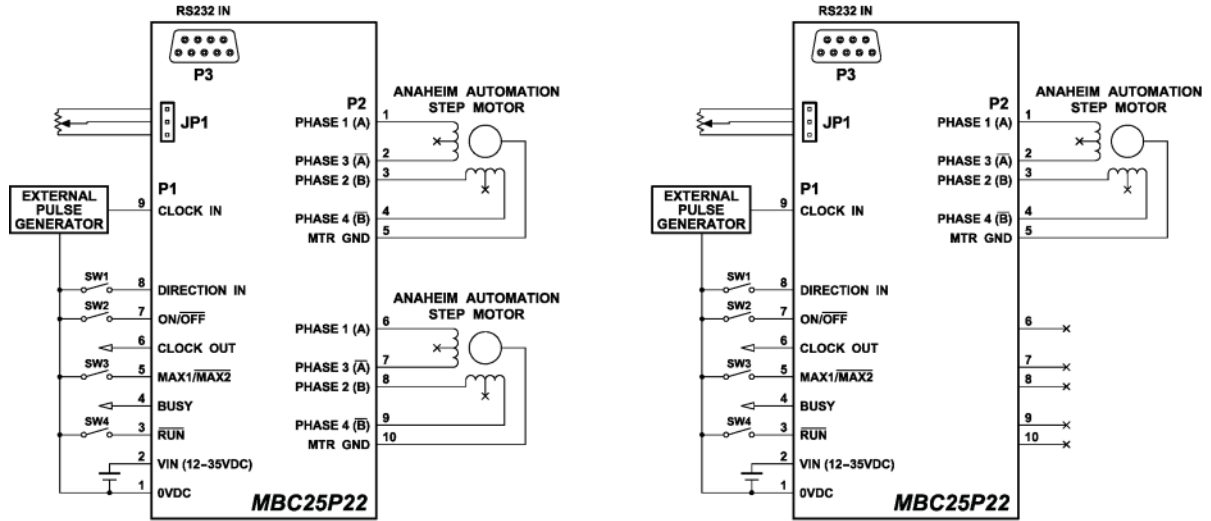 RS232 IN
P3
JP1
P2
ANAHEIM AUTOMATION
STEP MOTOR
1
PHASE 1 (A)
2
PHASE 3 (A̅)
3
PHASE 2 (B)
4
PHASE 4 (B̅)
5
MTR GND
P1
EXTERNAL
PULSE
GENERATOR
9
CLOCK IN
SW1
8
DIRECTION IN
SW2
7
ON/O̅F̅F̅
6
CLOCK OUT
SW3
5
MAX1/M̅A̅X̅2̅
4
BUSY
SW4
3
R̅U̅N̅
2
VIN (12-35VDC)
1
0VDC
ANAHEIM AUTOMATION
STEP MOTOR
6
PHASE 1 (A)
7
PHASE 3 (A̅)
8
PHASE 2 (B)
9
PHASE 4 (B̅)
10
MTR GND
MBC25P22
RS232 IN
P3
JP1
P2
ANAHEIM AUTOMATION
STEP MOTOR
1
PHASE 1 (A)
2
PHASE 3 (A̅)
3
PHASE 2 (B)
4
PHASE 4 (B̅)
5
MTR GND
P1
EXTERNAL
PULSE
GENERATOR
9
CLOCK IN
SW1
8
DIRECTION IN
SW2
7
ON/O̅F̅F̅
6
CLOCK OUT
SW3
5
MAX1/M̅A̅X̅2̅
4
BUSY
SW4
3
R̅U̅N̅
2
VIN (12-35VDC)
1
0VDC
6
7
8
9
10
MBC25P22